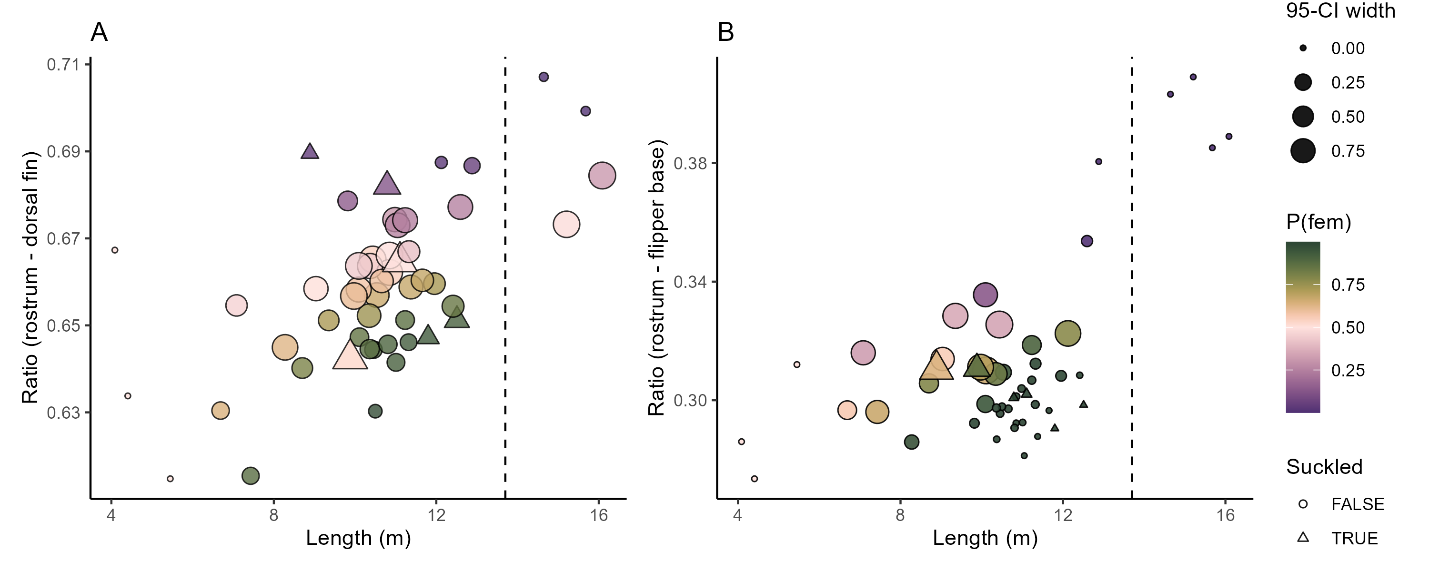 A
0.71
0.69
0.67
0.65
0.63
Ratio (rostrum - dorsal fin)
4
8
12
16
Length (m)
B
0.38
0.34
0.30
Ratio (rostrum - flipper base)
4
8
12
16
Length (m)
95-CI width
0.00
0.25
0.50
0.75
P(fem)
0.75
0.50
0.25
Suckled
FALSE
TRUE